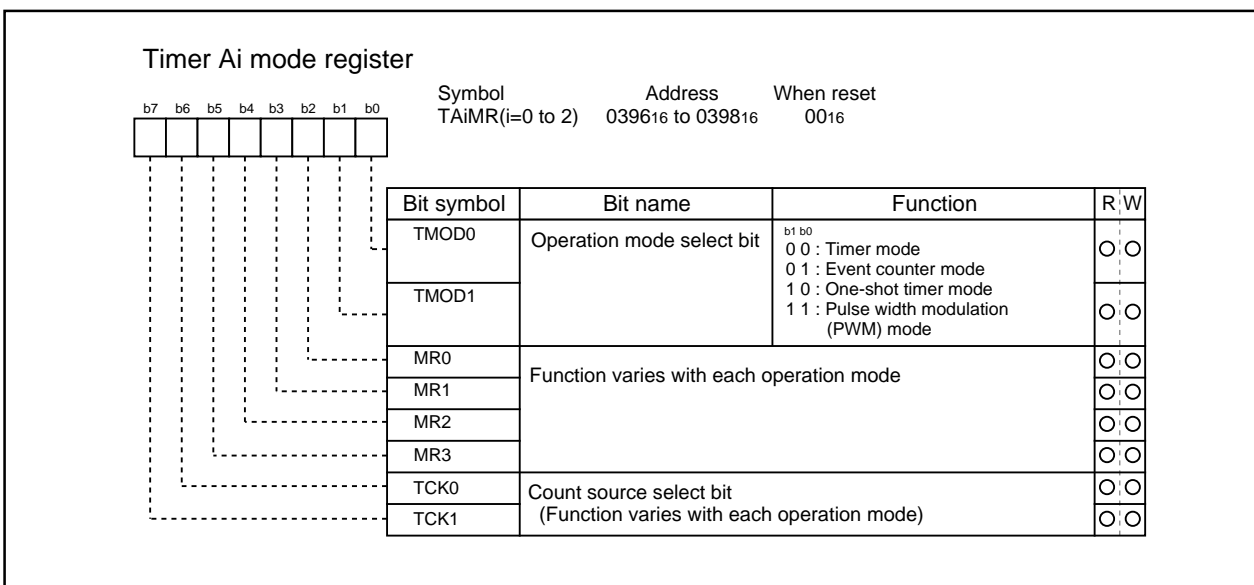 Timer Ai mode register
Symbol Address When reset
TAiMR(i=0 to 2) 039616 to 039816 0016
b7 b6 b5 b4 b3 b2 b1 b0
Bit symbol Bit name Function R W
TMOD0 Operation mode select bit
b1 b0
0 0 : Timer mode
0 1 : Event counter mode
TMOD1 1 0 : One-shot timer mode
1 1 : Pulse width modulation
(PWM) mode
MR0
Function varies with each operation mode
MR1
MR2
MR3
TCK0 Count source select bit
TCK1 (Function varies with each operation mode)